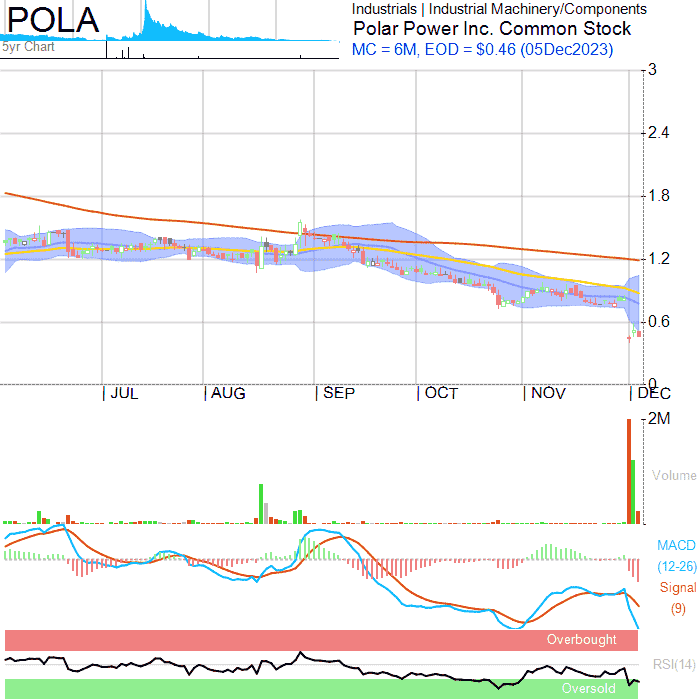 POLA
5yr Chart
Industrials | Industrial Machinery/Components
Polar Power Inc. Common Stock
MC = 6M, EOD = $0.46 (05Dec2023)
3
2.4
1.8
1.2
0.6
0
JUL
AUG
SEP
OCT
NOV
DEC
2M
Volume
MACD
(12-26)
Signal
(9)
Overbought
RSI(14)
Oversold